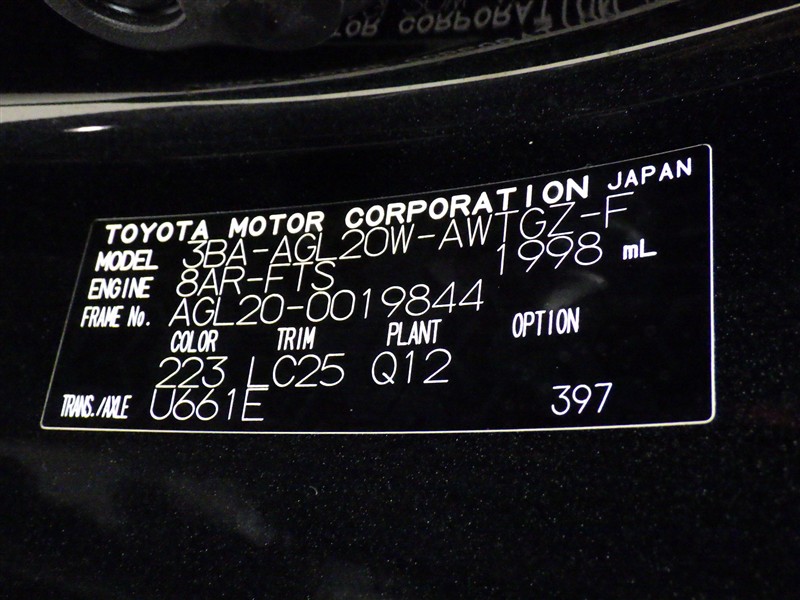 TOYOTA MOTOR CORPORATION JAPAN
MODEL 3BA-AGL20W-AWTGZ-F
ENGINE 8AR-FTS 1998 mL
FRAME No. AGL20-0019844
COLOR TRIM PLANT OPTION
223 LC25 Q12
TRANS./AXLE U661E 397